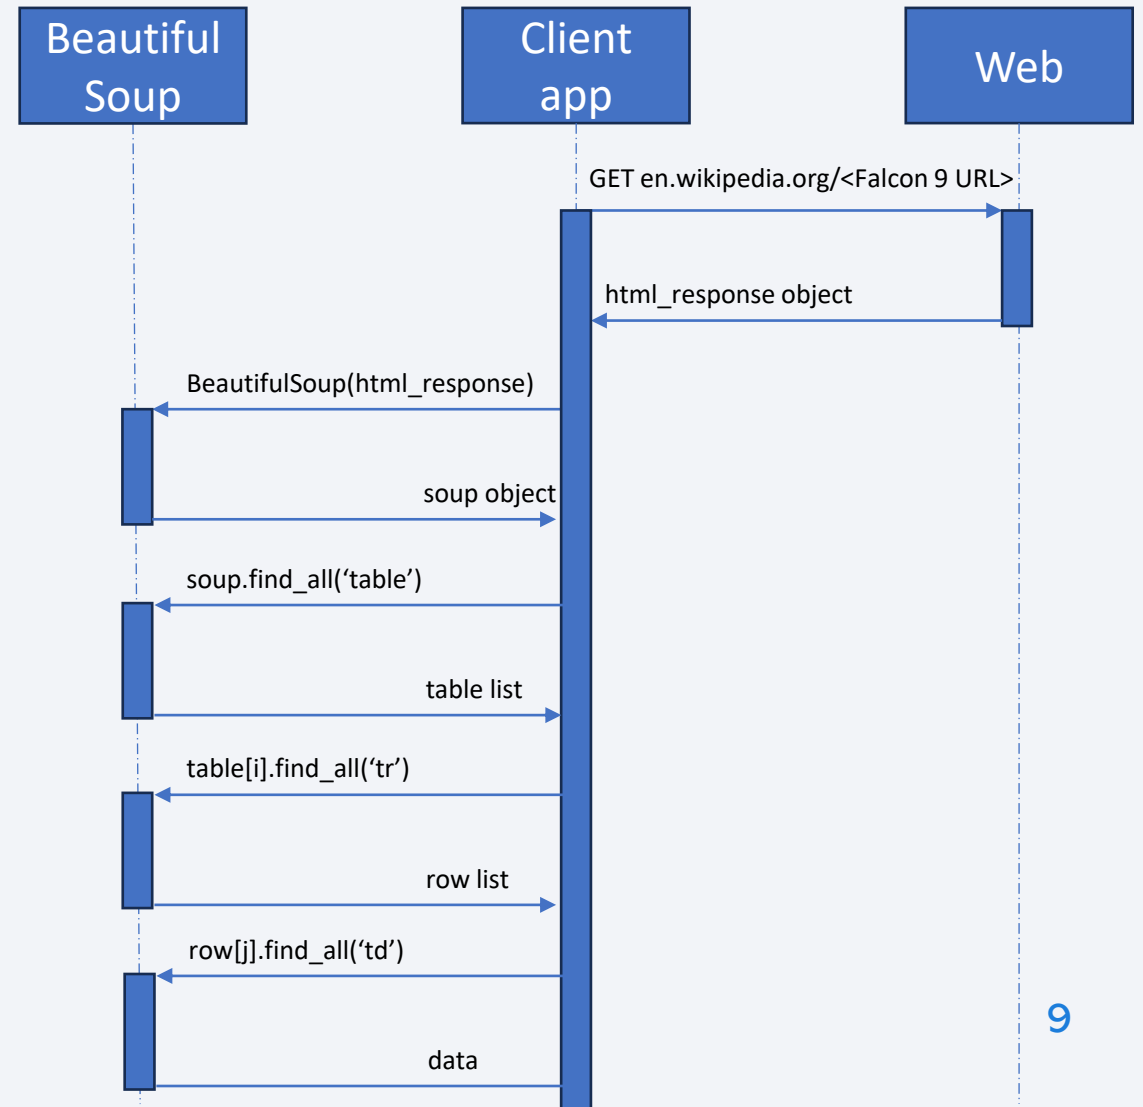 Beautiful
Soup
Client
app
Web
GET en.wikipedia.org/<Falcon 9 URL>
html_response object
BeautifulSoup(html_response)
soup object
soup.find_all(‘table’)
table list
table[i].find_all(‘tr’)
row list
row[j].find_all(‘td’)
9
data